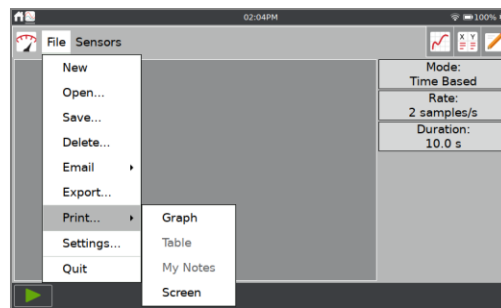 02:04PM
100%
File Sensors
X Y
New
Open...
Save...
Delete...
Email
Export...
Print...
Settings...
Quit
Graph
Table
My Notes
Screen
Mode:
Time Based
Rate:
2 samples/s
Duration:
10.0 s